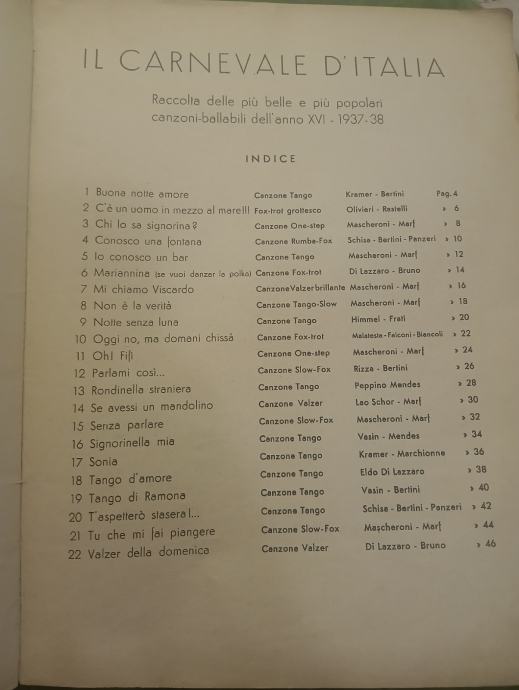 IL CARNEVALE D'ITALIA
Raccolta delle più belle e più popolari
canzoni-ballabili dell'anno XVI - 1937-38
INDICE
1 Buona notte amore Canzone Tango Kramer - Bertini Pag. 4
2 C'è un uomo in mezzo al mare!!! Fox-trot grottesco Olivieri - Rastelli » 6
3 Chi lo sa signorina? Canzone One-step Mascheroni - Marf » 8
4 Conosco una fontana Canzone Rumba-Fox Schisa - Bertini - Panzeri » 10
5 Io conosco un bar Canzone Tango Mascheroni - Marf » 12
6 Mariannina (se vuoi danzar la polka) Canzone Fox-trot Di Lazzaro - Bruno » 14
7 Mi chiamo Viscardo Canzone Valzer brillante Mascheroni - Marf » 16
8 Non è la verità Canzone Tango-Slow Mascheroni - Marf » 18
9 Notte senza luna Canzone Tango Himmel - Frati » 20
10 Oggi no, ma domani chissà Canzone Fox-trot Malatesta - Falconi - Biancoli » 22
11 Oh! Fifì Canzone One-step Mascheroni - Marf » 24
12 Parlami così... Canzone Slow-Fox Rizza - Bertini » 26
13 Rondinella straniera Canzone Tango Peppino Mendes » 28
14 Se avessi un mandolino Canzone Valzer Leo Schor - Marf » 30
15 Senza parlare Canzone Slow-Fox Mascheroni - Marf » 32
16 Signorinella mia Canzone Tango Vasin - Mendes » 34
17 Sonia Canzone Tango Kramer - Marchionne » 36
18 Tango d'amore Canzone Tango Eldo Di Lazzaro » 38
19 Tango di Ramona Canzone Tango Vasin - Bertini » 40
20 T'aspetterò stasera!... Canzone Tango Schisa - Bertini - Panzeri » 42
21 Tu che mi fai piangere Canzone Slow-Fox Mascheroni - Marf » 44
22 Valzer della domenica Canzone Valzer Di Lazzaro - Bruno » 46